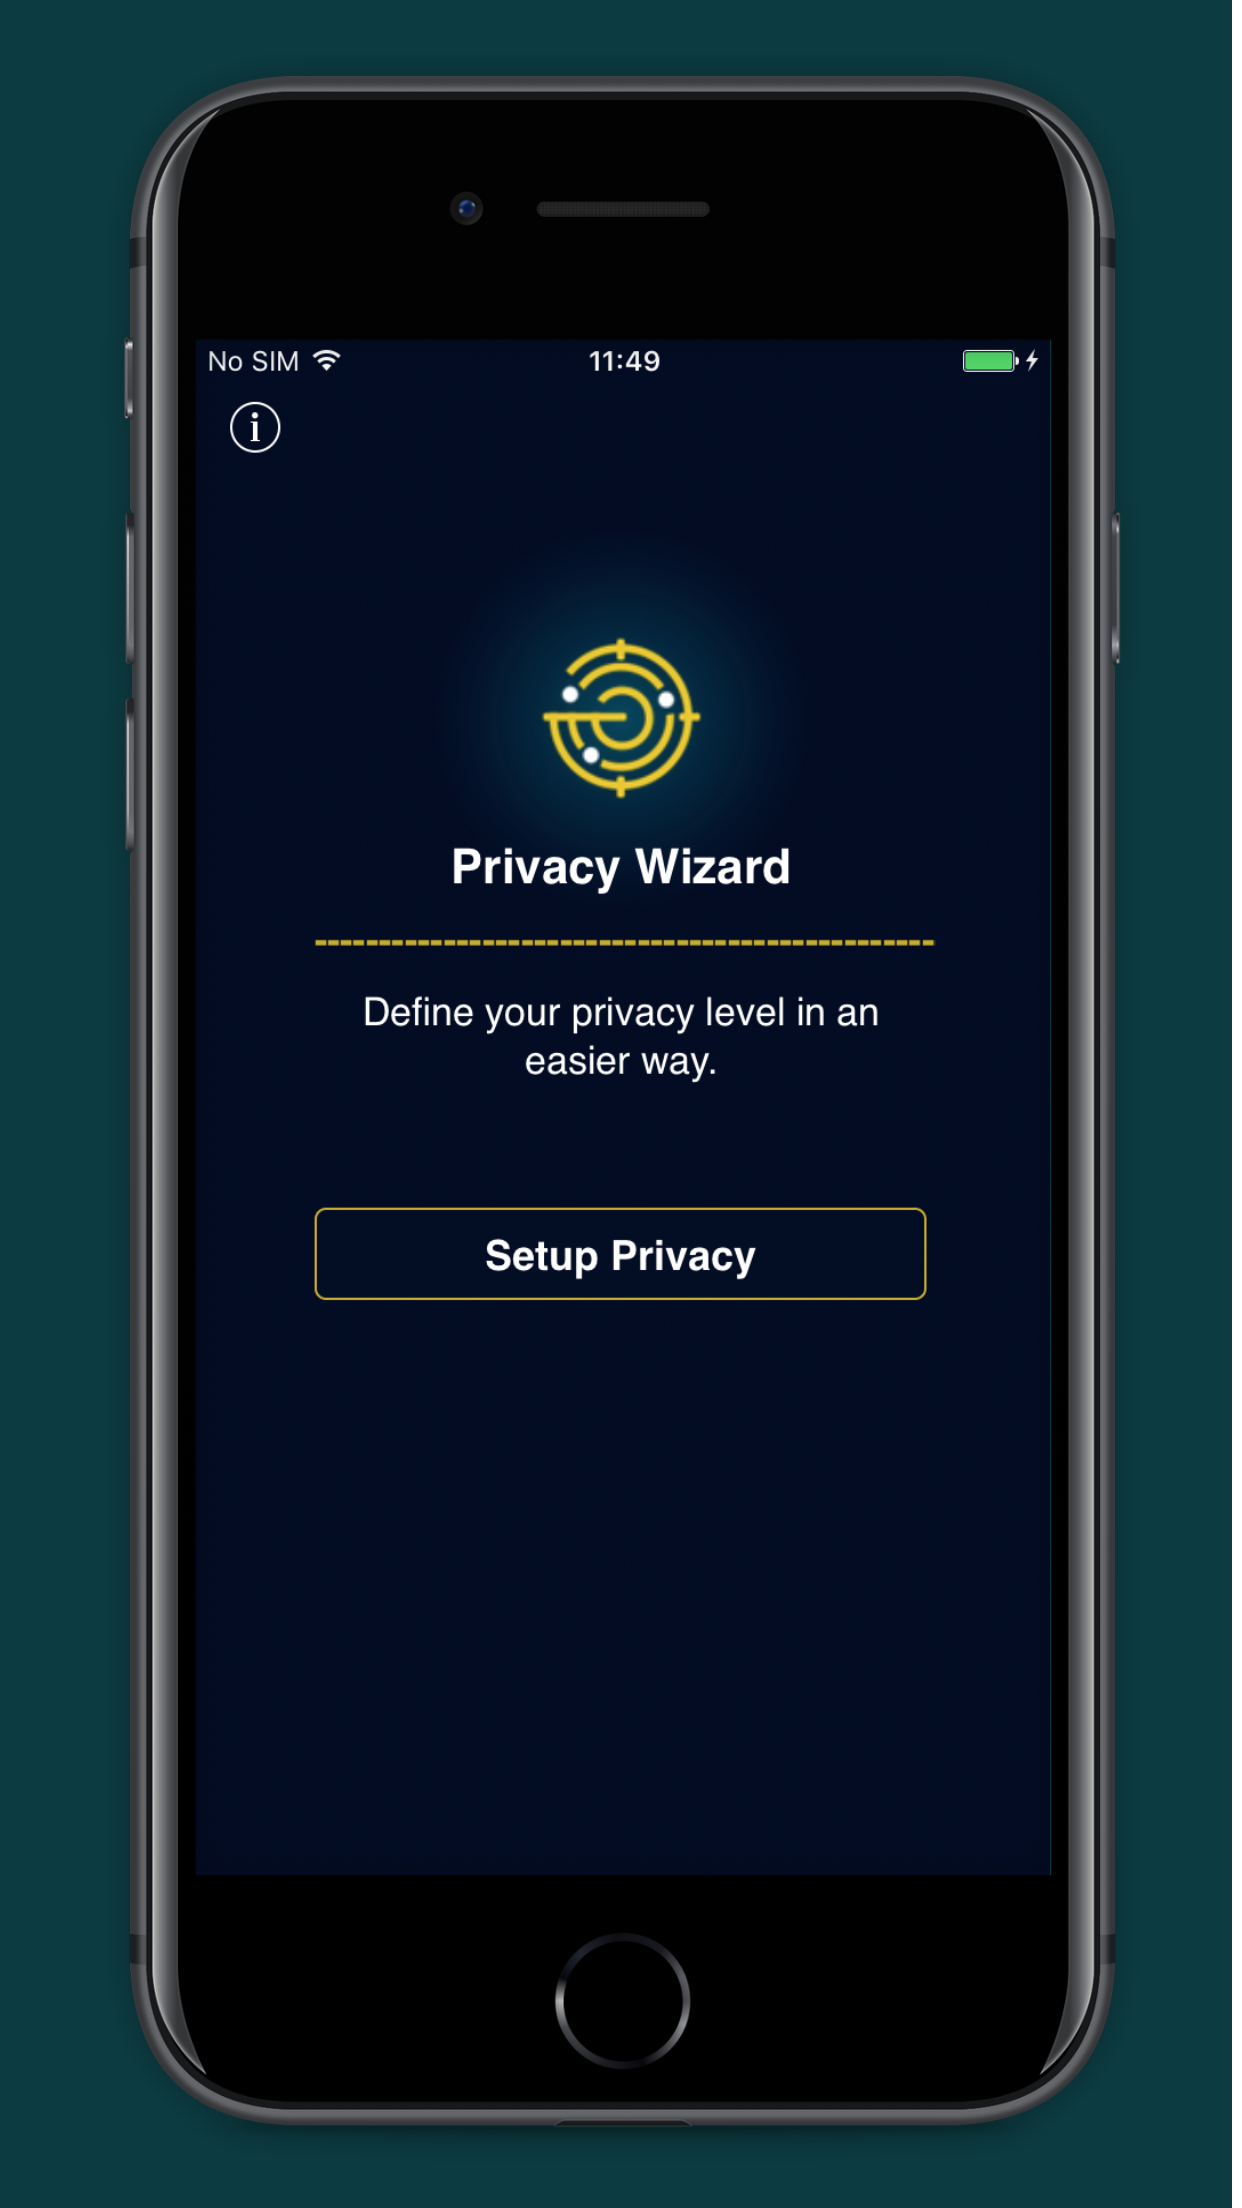 No SIM 11:49
i
Privacy Wizard
Define your privacy level in an
easier way.
Setup Privacy